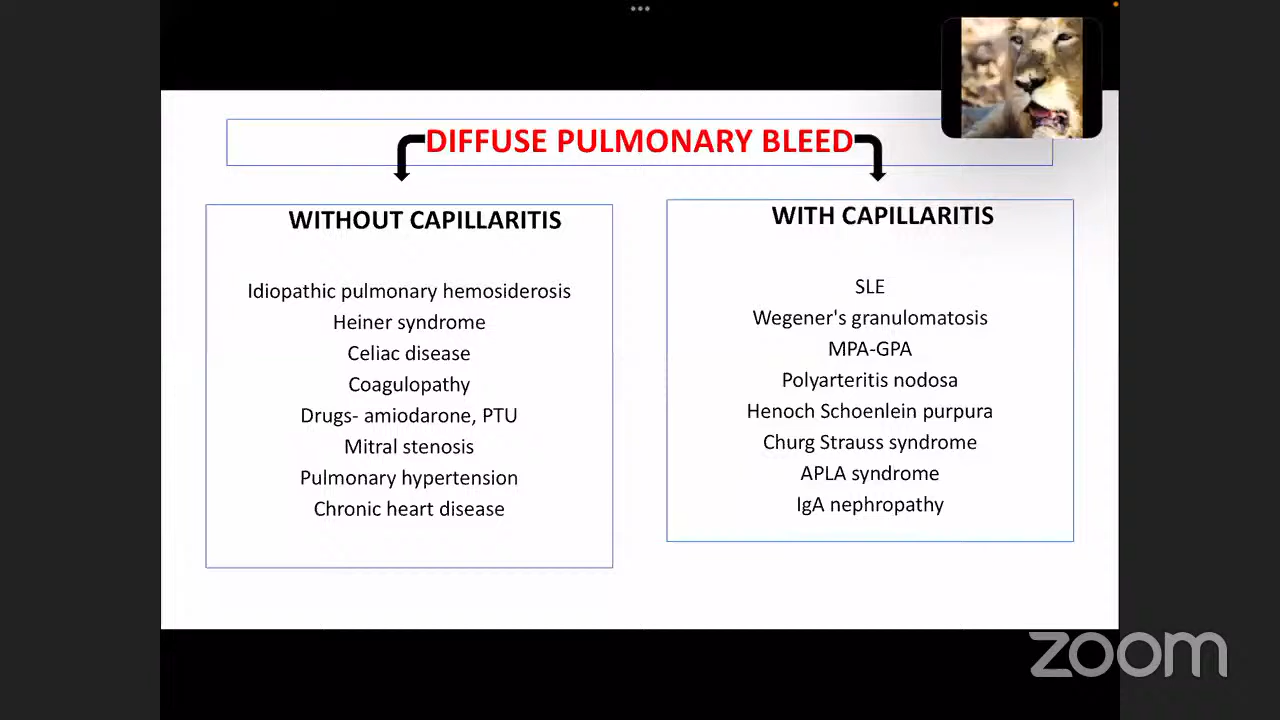 DIFFUSE PULMONARY BLEED
WITHOUT CAPILLARITIS
Idiopathic pulmonary hemosiderosis
Heiner syndrome
Celiac disease
Coagulopathy
Drugs- amiodarone, PTU
Mitral stenosis
Pulmonary hypertension
Chronic heart disease
WITH CAPILLARITIS
SLE
Wegener's granulomatosis
MPA-GPA
Polyarteritis nodosa
Henoch Schoenlein purpura
Churg Strauss syndrome
APLA syndrome
IgA nephropathy
zoom